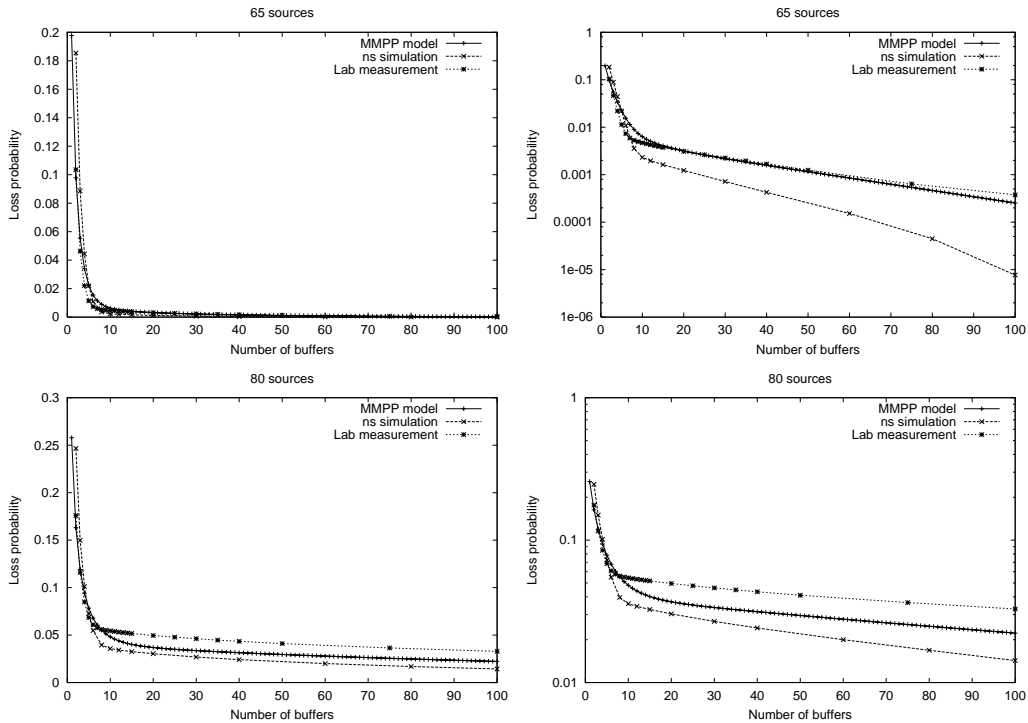 65 sources
0.2
0.18
0.16
0.14
0.12
0.1
0.08
0.06
0.04
0.02
0
Loss probability
MMPP model
ns simulation
Lab measurement
0 10 20 30 40 50 60 70 80 90 100
Number of buffers
65 sources
1
0.1
0.01
0.001
0.0001
1e-05
1e-06
Loss probability
MMPP model
ns simulation
Lab measurement
0 10 20 30 40 50 60 70 80 90 100
Number of buffers
80 sources
0.3
0.25
0.2
0.15
0.1
0.05
0
Loss probability
MMPP model
ns simulation
Lab measurement
0 10 20 30 40 50 60 70 80 90 100
Number of buffers
80 sources
1
0.1
0.01
Loss probability
MMPP model
ns simulation
Lab measurement
0 10 20 30 40 50 60 70 80 90 100
Number of buffers